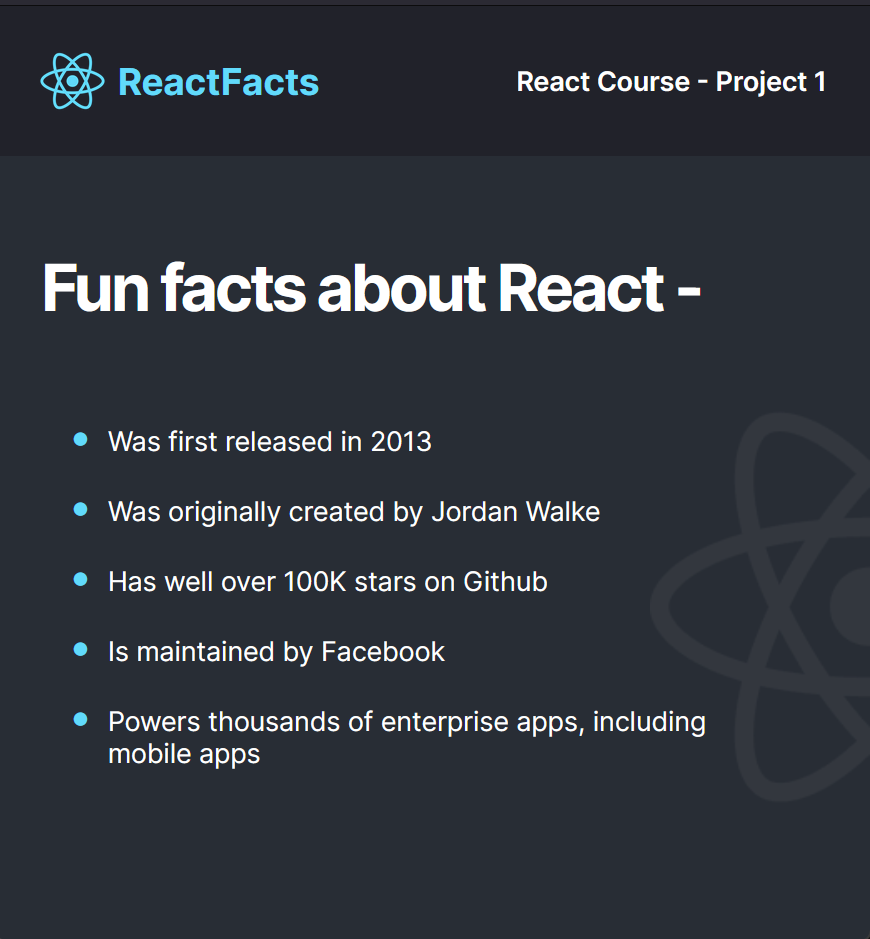 ReactFacts
React Course - Project 1
Fun facts about React -
Was first released in 2013
Was originally created by Jordan Walke
Has well over 100K stars on Github
Is maintained by Facebook
Powers thousands of enterprise apps, including
mobile apps